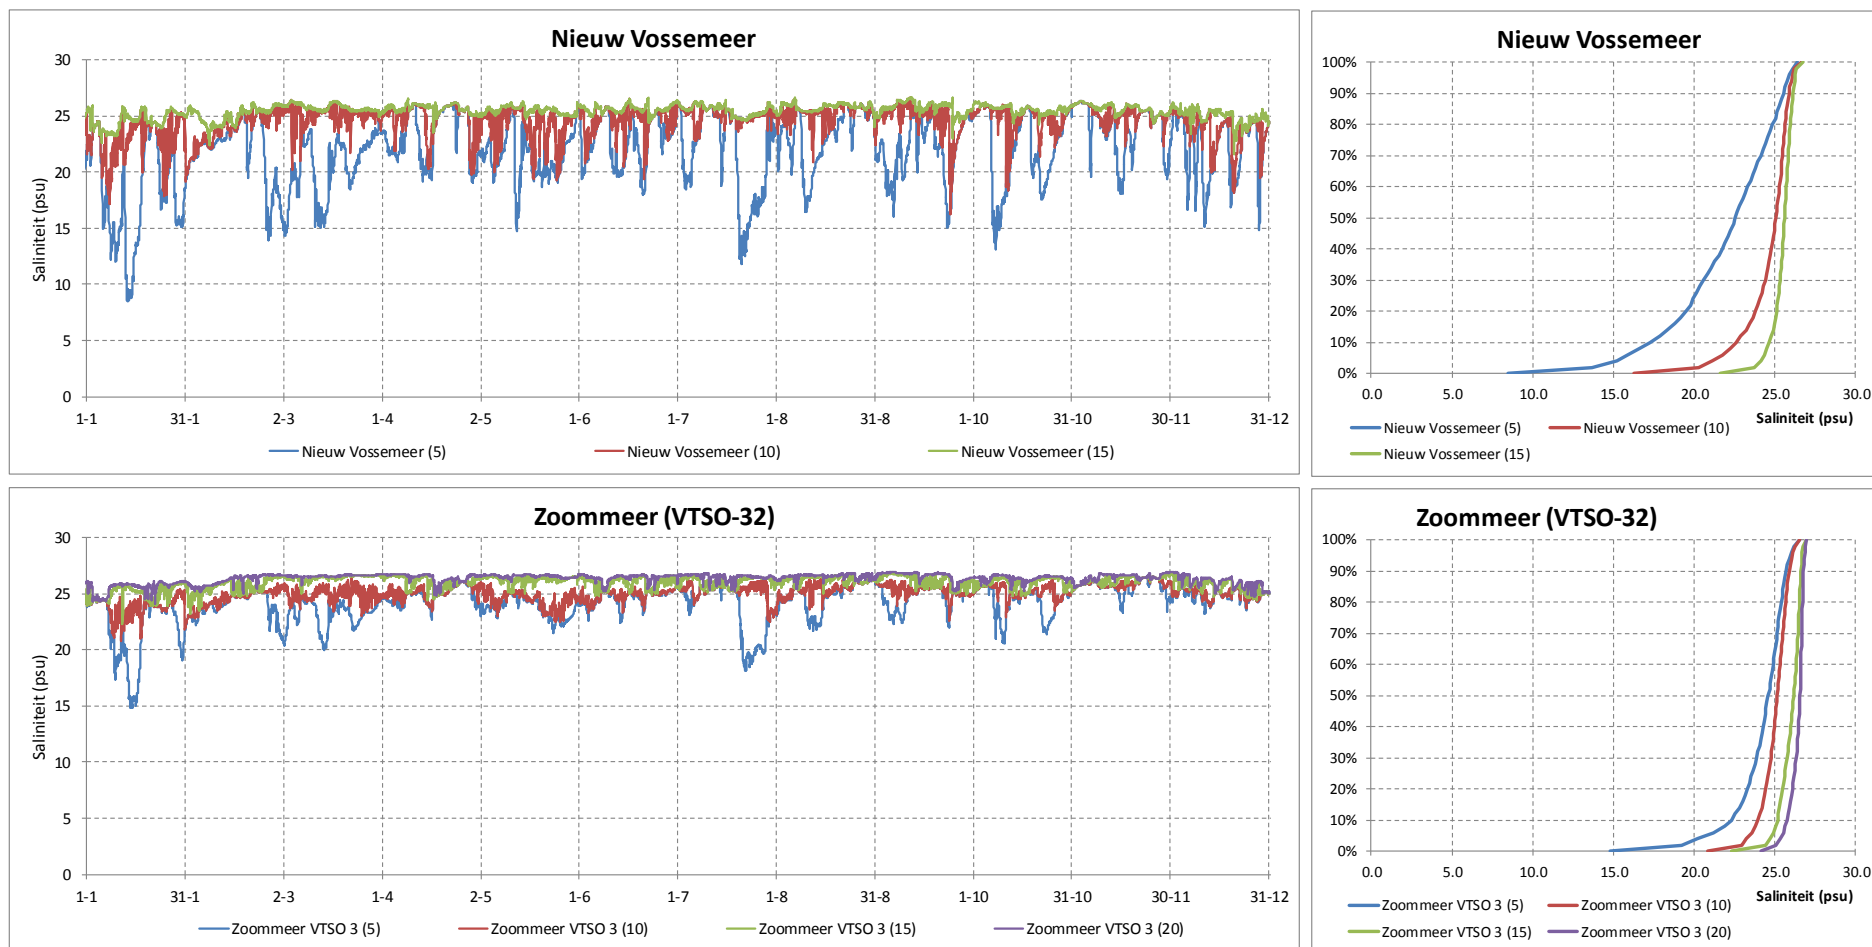 Nieuw Vossemeer
30
25
20
15
10
5
0
Saliniteit (psu)
1-1 31-1 2-3 1-4 2-5 1-6 1-7 1-8 31-8 1-10 31-10 30-11 31-12
Nieuw Vossemeer (5) Nieuw Vossemeer (10) Nieuw Vossemeer (15)
Nieuw Vossemeer
100%
90%
80%
70%
60%
50%
40%
30%
20%
10%
0%
0.0 5.0 10.0 15.0 20.0 25.0 30.0
Saliniteit (psu)
Nieuw Vossemeer (5) Nieuw Vossemeer (10)
Nieuw Vossemeer (15)
Zoommeer (VTSO-32)
30
25
20
15
10
5
0
Saliniteit (psu)
1-1 31-1 2-3 1-4 2-5 1-6 1-7 1-8 31-8 1-10 31-10 30-11 31-12
Zoommeer VTSO 3 (5) Zoommeer VTSO 3 (10) Zoommeer VTSO 3 (15) Zoommeer VTSO 3 (20)
Zoommeer (VTSO-32)
100%
90%
80%
70%
60%
50%
40%
30%
20%
10%
0%
0.0 5.0 10.0 15.0 20.0 25.0 30.0
Saliniteit (psu)
Zoommeer VTSO 3 (5) Zoommeer VTSO 3 (10)
Zoommeer VTSO 3 (15) Zoommeer VTSO 3 (20)